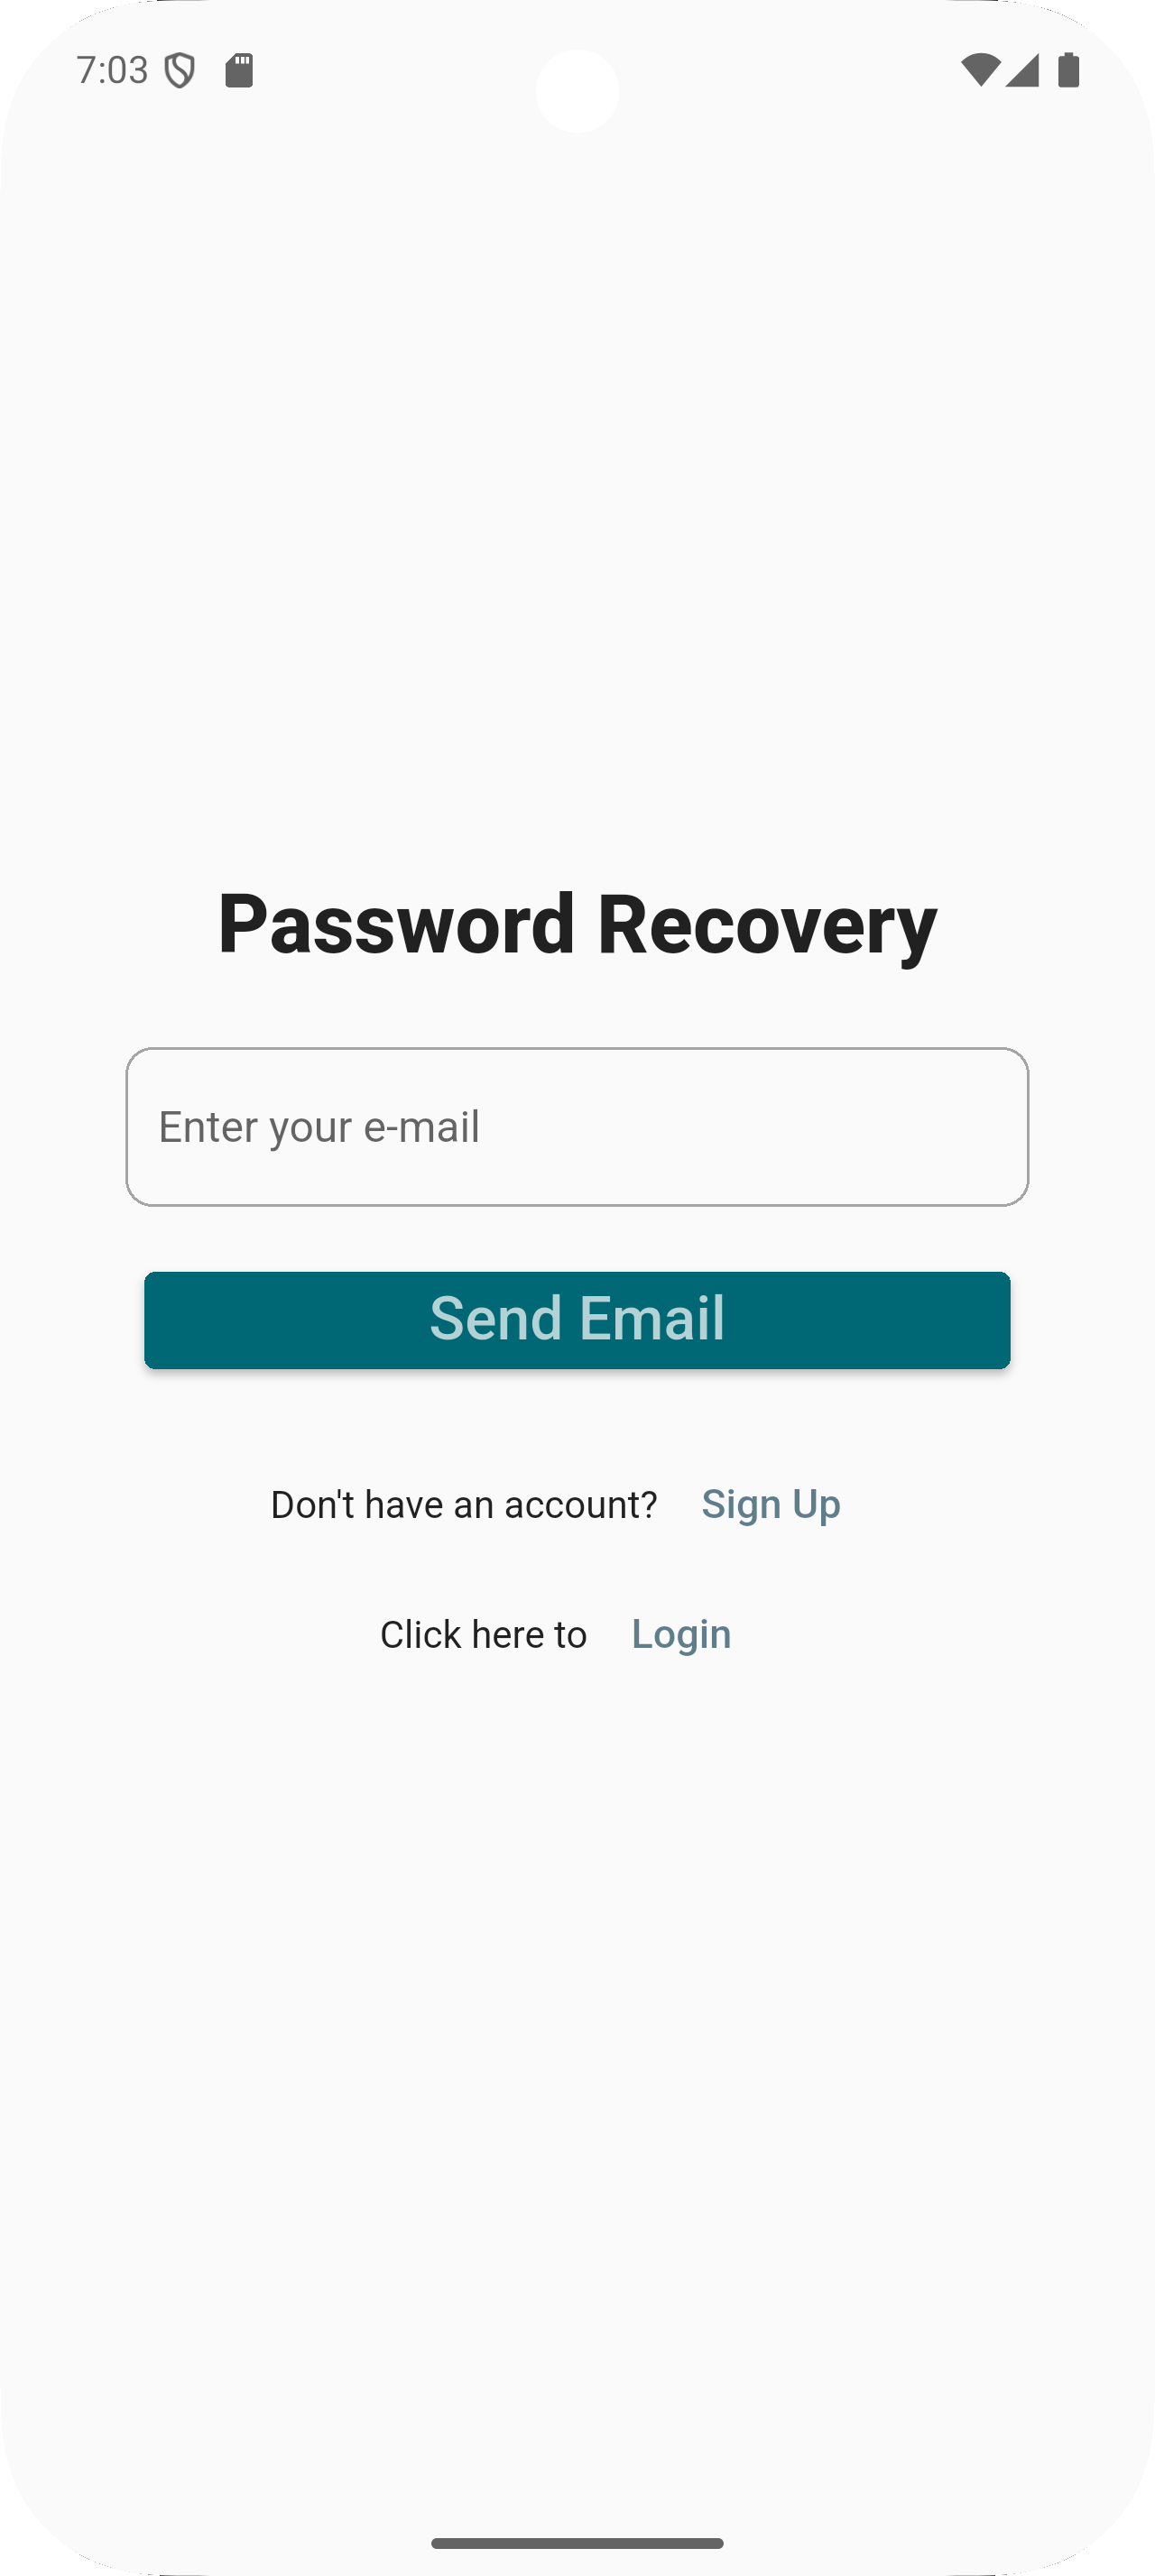 7:03
Password Recovery
Enter your e-mail
Send Email
Don't have an account? Sign Up
Click here to Login